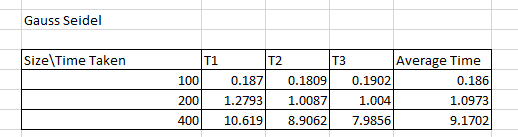 Gauss Seidel
Size\Time Taken T1 T2 T3 Average Time
100 0.187 0.1809 0.1902 0.186
200 1.2793 1.0087 1.004 1.0973
400 10.619 8.9062 7.9856 9.1702